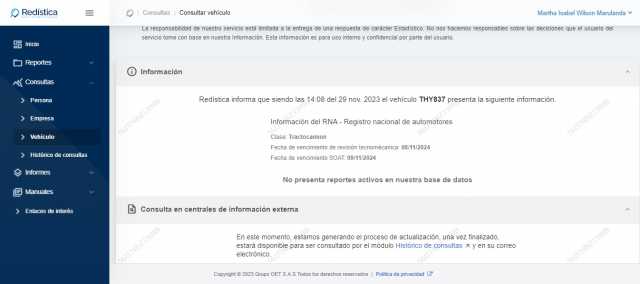 Redística
Consultas
Consultar vehículo
Martha Isabel Wilson Marulanda
La responsabilidad de nuestro servicio está limitada a la entrega de una respuesta de carácter Estadístico. No nos hacemos responsables sobre las decisiones que el usuario del
servicio tome con base en nuestra información. Este información es para uso interno y confidencial por parte del usuario.
Inicio
Reportes
Consultas
Persona
Empresa
Vehículo
Histórico de consultas
Informes
Manuales
Enlaces de interés
Información
Redística informa que siendo las 14:08 del 29 nov. 2023 el vehículo THY837 presenta la siguiente información.
Información del RNA - Registro nacional de automotores
Clase: Tractocamion
Fecha de vencimiento de revisión tecnomécanica: 05/11/2024
Fecha de vencimiento SOAT: 09/11/2024
No presenta reportes activos en nuestra base de datos
Consulta en centrales de información externa
En este momento, estamos generando el proceso de actualización, una vez finalizado,
estará disponible para ser consultado por el módulo Histórico de consultas y en su correo
electrónico.
Copyright © 2023 Grupo OET S.A.S Todos los derechos reservados | Política de privacidad